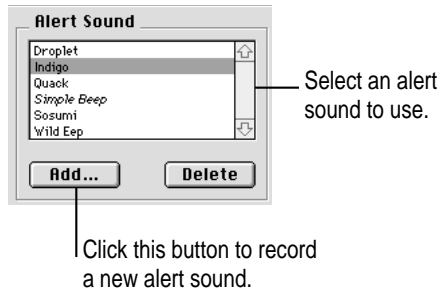 Alert Sound
Droplet
Indigo
Quack
Simple Beep
Sosumi
Wild Eep
Select an alert
sound to use.
Add...
Delete
Click this button to record
a new alert sound.